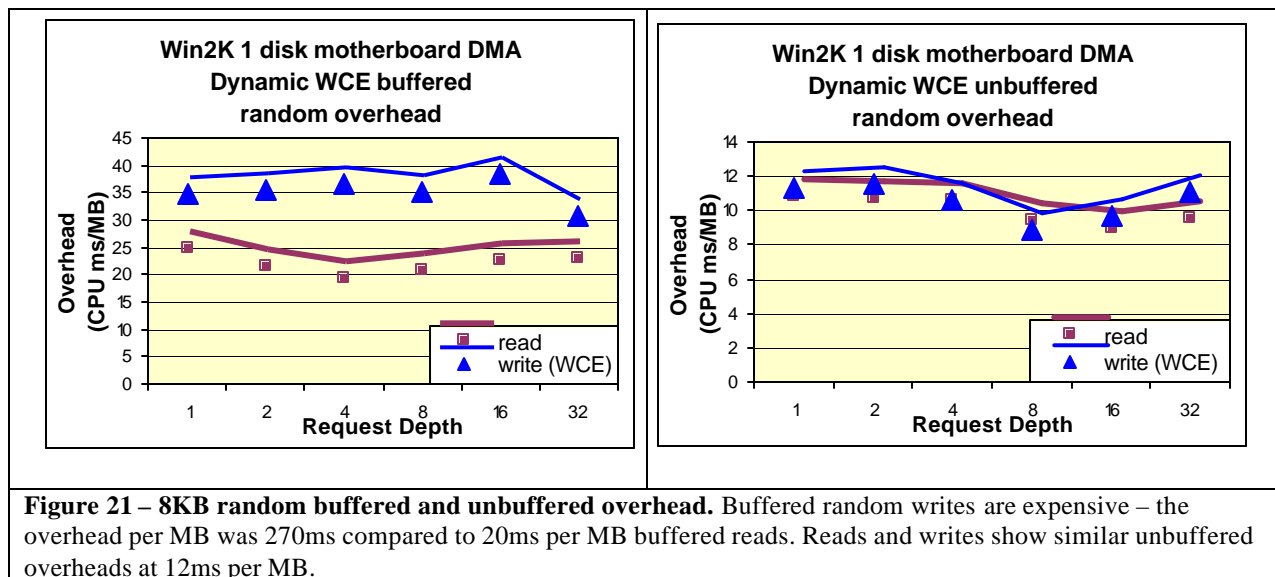 Win2K 1 disk motherboard DMA
Dynamic WCE buffered
random overhead
45
40
35
30
25
20
15
10
5
0
Overhead
(CPU ms/MB)
1 2 4 8 16 32
Request Depth
read
write (WCE)
Win2K 1 disk motherboard DMA
Dynamic WCE unbuffered
random overhead
14
12
10
8
6
4
2
0
Overhead
(CPU ms/MB)
1 2 4 8 16 32
Request Depth
read
write (WCE)
Figure 21 – 8KB random buffered and unbuffered overhead. Buffered random writes are expensive – the
overhead per MB was 270ms compared to 20ms per MB buffered reads. Reads and writes show similar unbuffered
overheads at 12ms per MB.